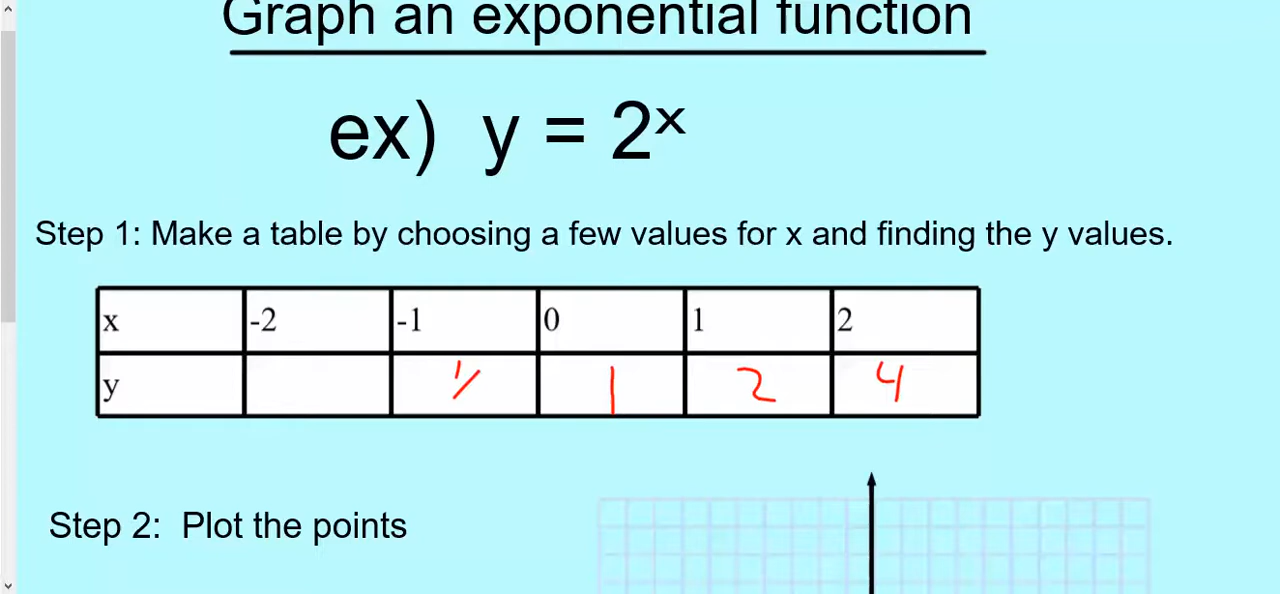 Graph an exponential function
ex) y = 2ˣ
Step 1: Make a table by choosing a few values for x and finding the y values.
x -2 -1 0 1 2
y 1/ 1 2 4
Step 2: Plot the points